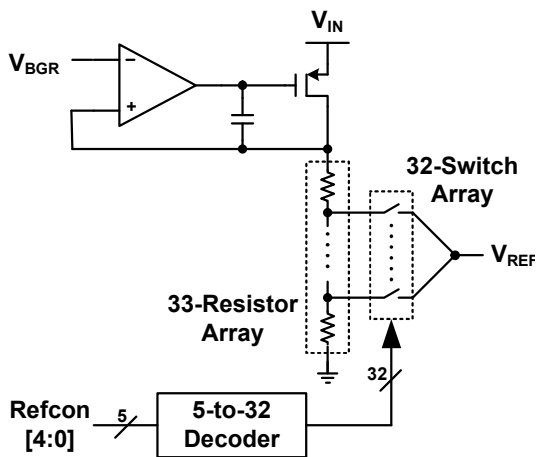 V_IN
V_BGR
−
+
32-Switch
Array
V_REF
33-Resistor
Array
32
Refcon
[4:0]
5
5-to-32
Decoder